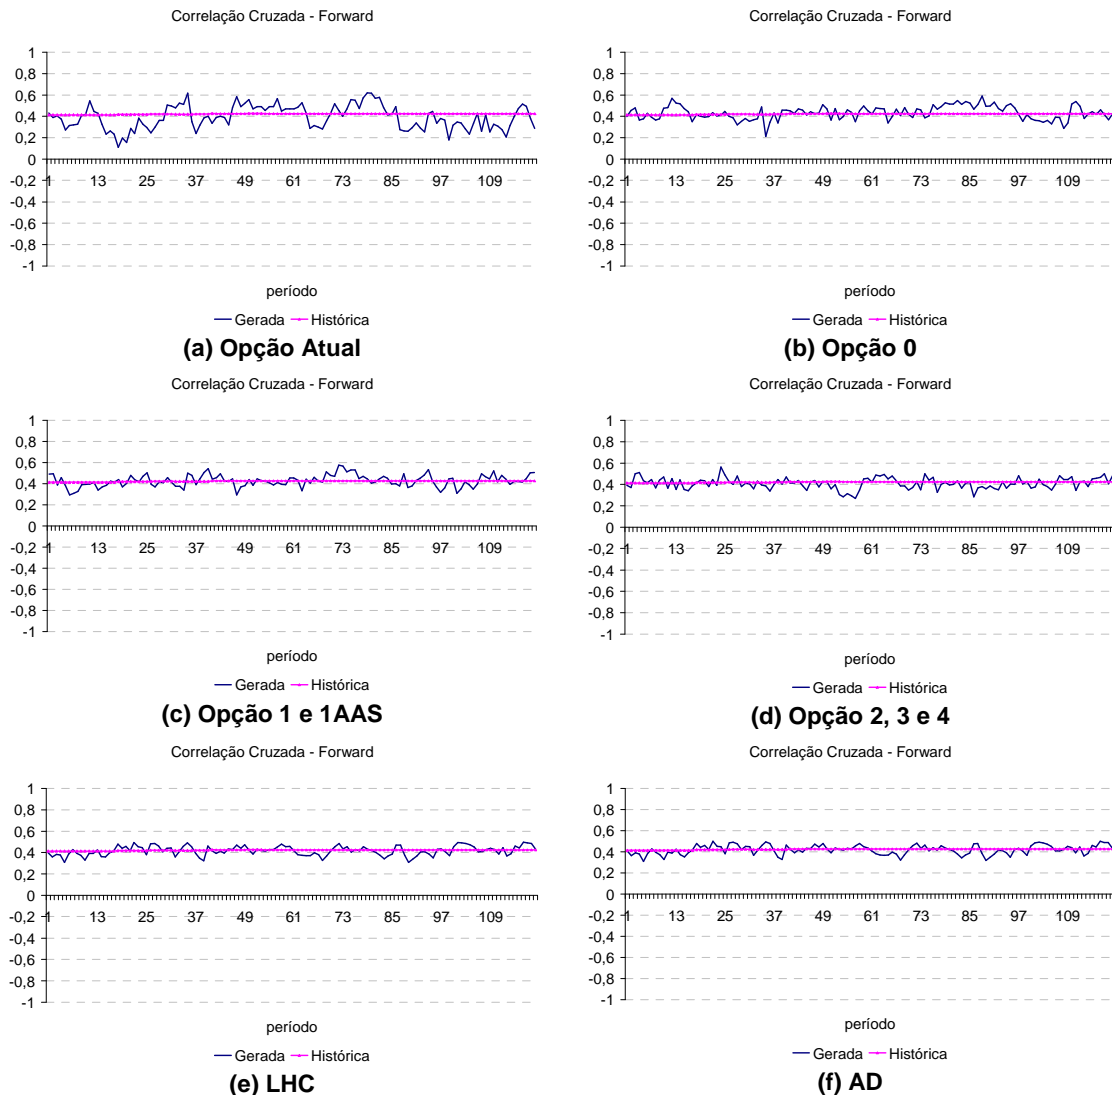 Correlação Cruzada - Forward
1
0,8
0,6
0,4
0,2
0
-0,2
-0,4
-0,6
-0,8
-1
1 13 25 37 49 61 73 85 97 109
período
Gerada Histórica
(a) Opção Atual
Correlação Cruzada - Forward
1
0,8
0,6
0,4
0,2
0
-0,2
-0,4
-0,6
-0,8
-1
1 13 25 37 49 61 73 85 97 109
período
Gerada Histórica
(b) Opção 0
Correlação Cruzada - Forward
1
0,8
0,6
0,4
0,2
0
-0,2
-0,4
-0,6
-0,8
-1
1 13 25 37 49 61 73 85 97 109
período
Gerada Histórica
(c) Opção 1 e 1AAS
Correlação Cruzada - Forward
1
0,8
0,6
0,4
0,2
0
-0,2
-0,4
-0,6
-0,8
-1
1 13 25 37 49 61 73 85 97 109
período
Gerada Histórica
(d) Opção 2, 3 e 4
Correlação Cruzada - Forward
1
0,8
0,6
0,4
0,2
0
-0,2
-0,4
-0,6
-0,8
-1
1 13 25 37 49 61 73 85 97 109
período
Gerada Histórica
(e) LHC
Correlação Cruzada - Forward
1
0,8
0,6
0,4
0,2
0
-0,2
-0,4
-0,6
-0,8
-1
1 13 25 37 49 61 73 85 97 109
período
Gerada Histórica
(f) AD